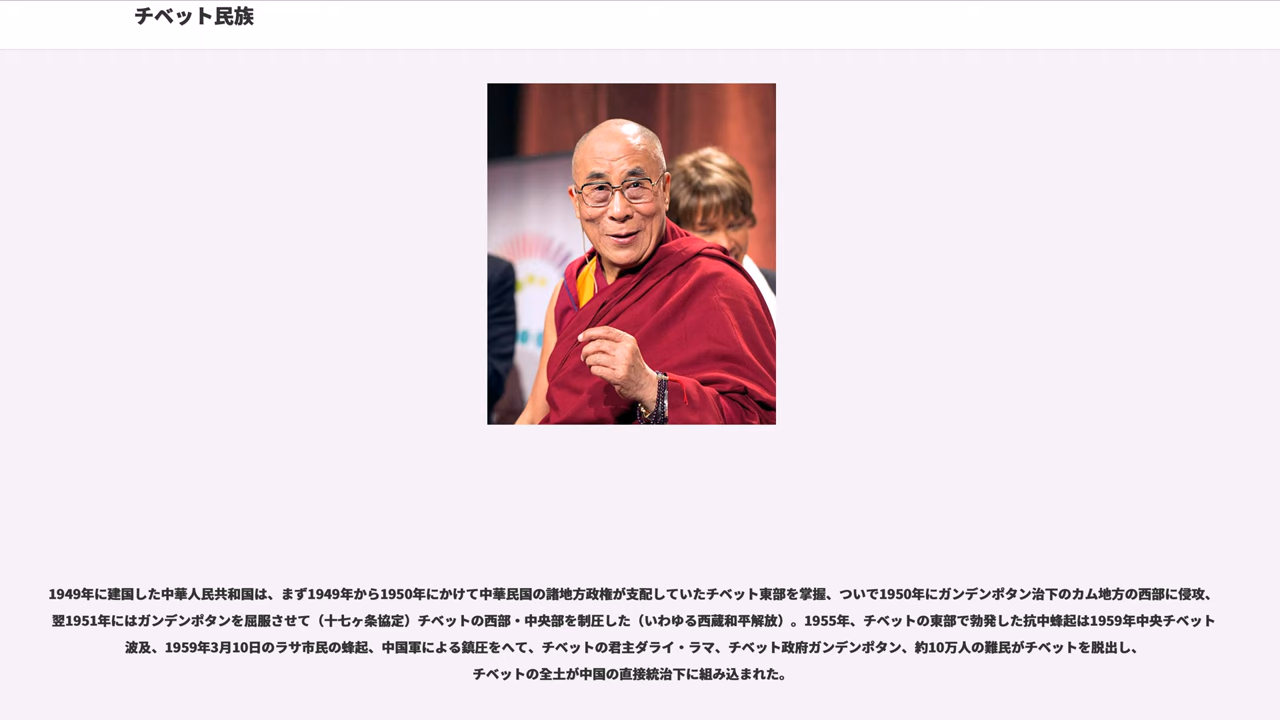 チベット民族
1949年に建国した中華人民共和国は、まず1949年から1950年にかけて中華民国の諸地方政権が支配していたチベット東部を掌握、ついで1950年にガンデンポタン治下のカム地方の西部に侵攻、
翌1951年にはガンデンポタンを屈服させて（十七ヶ条協定）チベットの西部・中央部を制圧した（いわゆる西蔵和平解放）。1955年、チベットの東部で勃発した抗中蜂起は1959年中央チベット
波及、1959年3月10日のラサ市民の蜂起、中国軍による鎮圧をへて、チベットの君主ダライ・ラマ、チベット政府ガンデンポタン、約10万人の難民がチベットを脱出し、
チベットの全土が中国の直接統治下に組み込まれた。